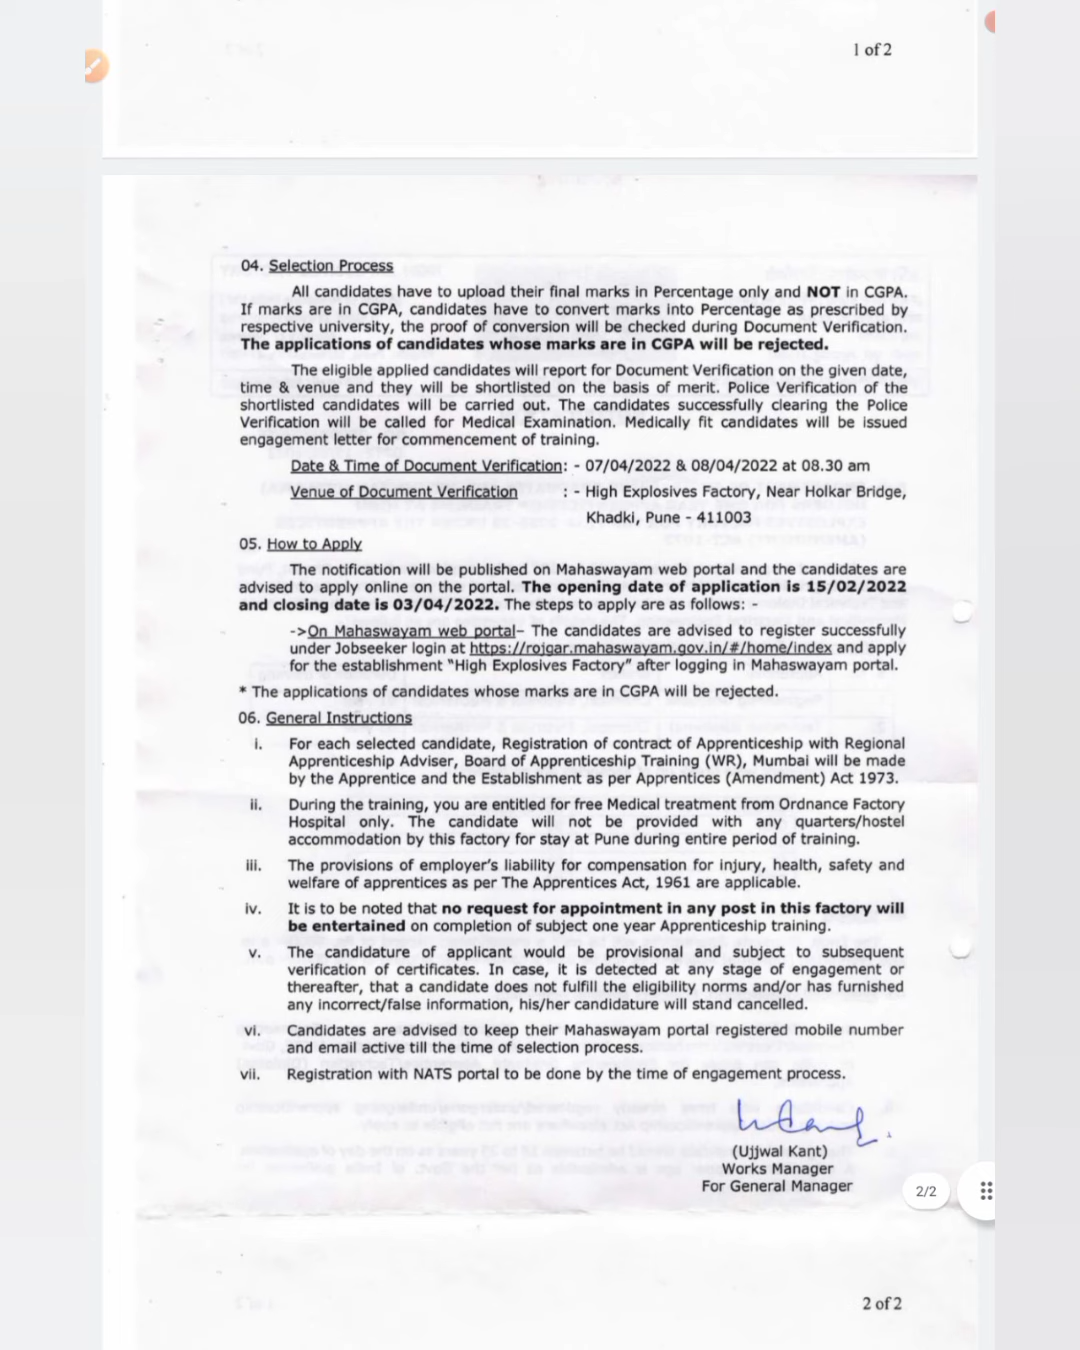 1 of 2
04. Selection Process
All candidates have to upload their final marks in Percentage only and NOT in CGPA.
If marks are in CGPA, candidates have to convert marks into Percentage as prescribed by
respective university, the proof of conversion will be checked during Document Verification.
The applications of candidates whose marks are in CGPA will be rejected.
The eligible applied candidates will report for Document Verification on the given date,
time & venue and they will be shortlisted on the basis of merit. Police Verification of the
shortlisted candidates will be carried out. The candidates successfully clearing the Police
Verification will be called for Medical Examination. Medically fit candidates will be issued
engagement letter for commencement of training.
Date & Time of Document Verification: - 07/04/2022 & 08/04/2022 at 08.30 am
Venue of Document Verification : - High Explosives Factory, Near Holkar Bridge,
Khadki, Pune - 411003
05. How to Apply
The notification will be published on Mahaswayam web portal and the candidates are
advised to apply online on the portal. The opening date of application is 15/02/2022
and closing date is 03/04/2022. The steps to apply are as follows: -
->On Mahaswayam web portal– The candidates are advised to register successfully
under Jobseeker login at https://rojgar.mahaswayam.gov.in/#/home/index and apply
for the establishment "High Explosives Factory" after logging in Mahaswayam portal.
* The applications of candidates whose marks are in CGPA will be rejected.
06. General Instructions
i. For each selected candidate, Registration of contract of Apprenticeship with Regional
Apprenticeship Adviser, Board of Apprenticeship Training (WR), Mumbai will be made
by the Apprentice and the Establishment as per Apprentices (Amendment) Act 1973.
ii. During the training, you are entitled for free Medical treatment from Ordnance Factory
Hospital only. The candidate will not be provided with any quarters/hostel
accommodation by this factory for stay at Pune during entire period of training.
iii. The provisions of employer's liability for compensation for injury, health, safety and
welfare of apprentices as per The Apprentices Act, 1961 are applicable.
iv. It is to be noted that no request for appointment in any post in this factory will
be entertained on completion of subject one year Apprenticeship training.
v. The candidature of applicant would be provisional and subject to subsequent
verification of certificates. In case, it is detected at any stage of engagement or
thereafter, that a candidate does not fulfill the eligibility norms and/or has furnished
any incorrect/false information, his/her candidature will stand cancelled.
vi. Candidates are advised to keep their Mahaswayam portal registered mobile number
and email active till the time of selection process.
vii. Registration with NATS portal to be done by the time of engagement process.
(Ujjwal Kant)
Works Manager
For General Manager
2/2
2 of 2